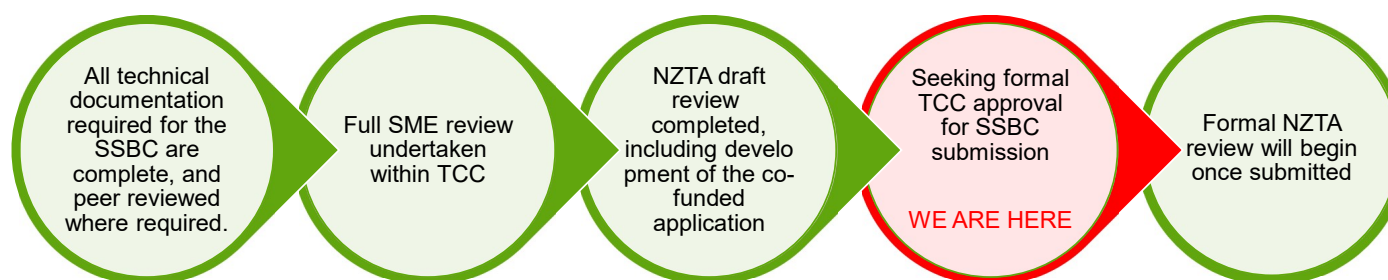 All technical
documentation
required for the
SSBC are
complete, and
peer reviewed
where required.
Full SME review
undertaken
within TCC
NZTA draft
review
completed,
including develo
pment of the co-
funded
application
Seeking formal
TCC approval
for SSBC
submission
WE ARE HERE
Formal NZTA
review will begin
once submitted